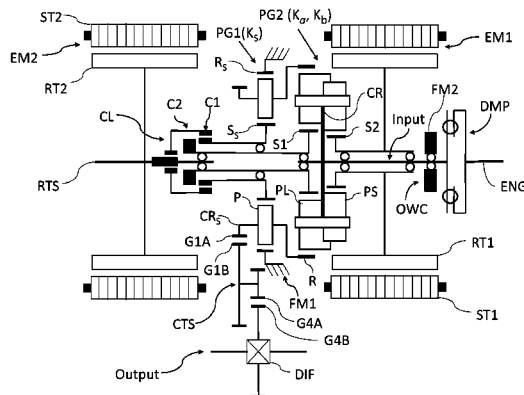 ST2
PG1(Ks)
PG2 (Ka, Kb)
EM2
EM1
RT2
Rs
FM2
CR
DMP
CL
C2
C1
Ss
S1
S2
Input
RTS
ENG
P
PL
PS
OWC
CRs
G1A
G1B
R
RT1
FM1
CTS
G4A
ST1
G4B
Output
DIF